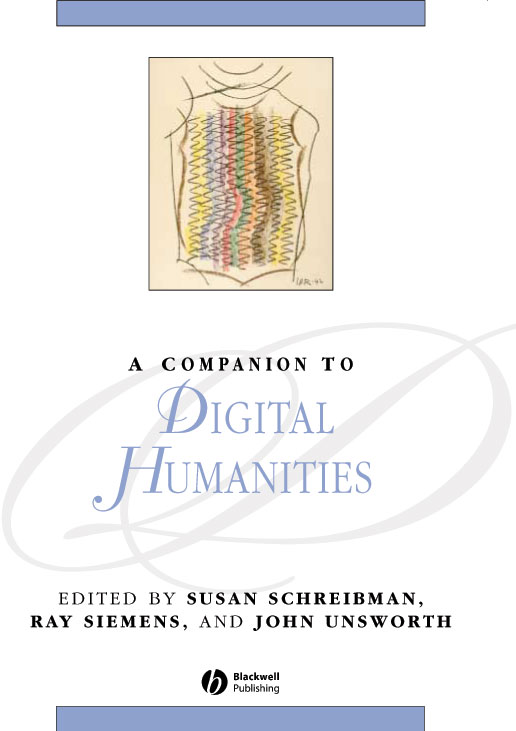 A COMPANION TO
DIGITAL
HUMANITIES
EDITED BY SUSAN SCHREIBMAN,
RAY SIEMENS, AND JOHN UNSWORTH
Blackwell
Publishing